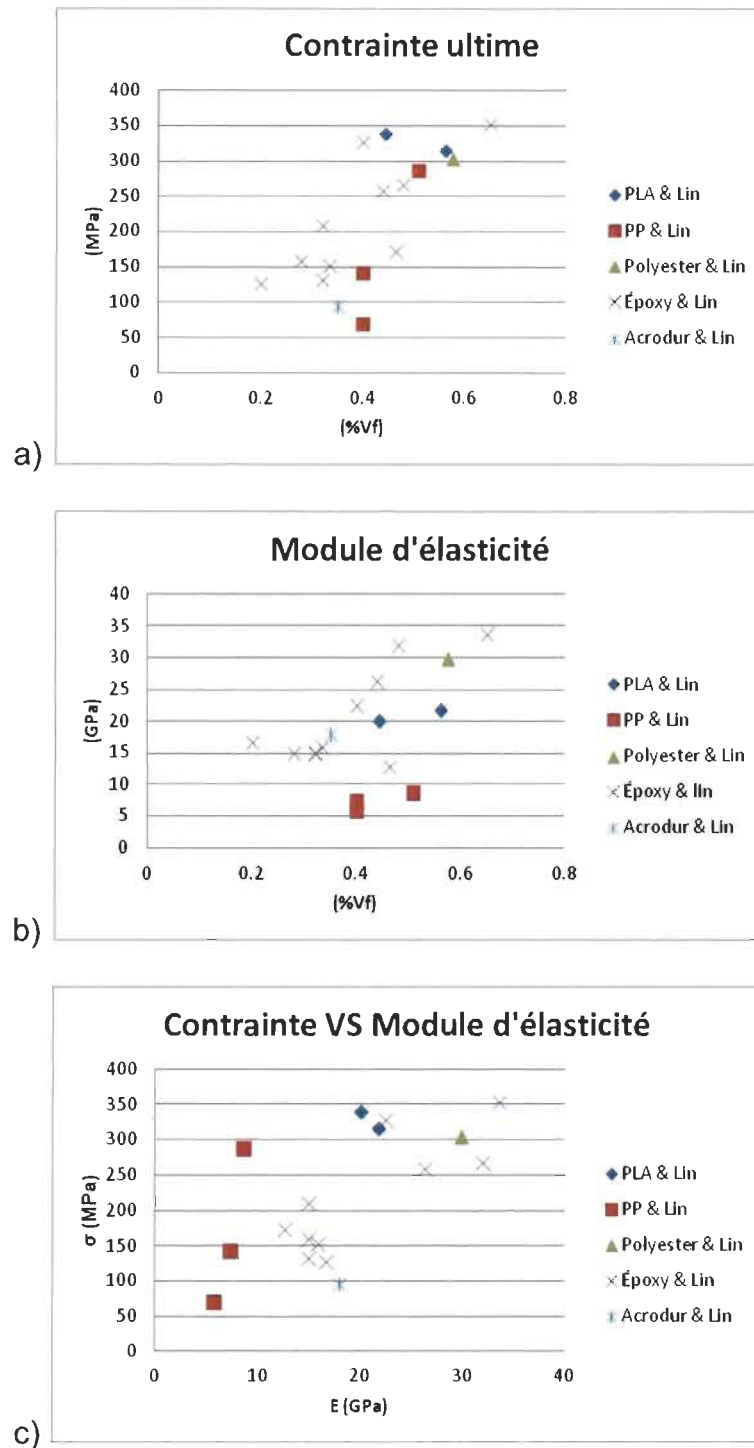 Contrainte ultime
400
350
300
250
200
150
100
50
0
(MPa)
0 0.2 0.4 0.6 0.8
(%Vf)
PLA & Lin
PP & Lin
Polyester & Lin
Époxy & Lin
Acrodur & Lin
a)
Module d'élasticité
40
35
30
25
20
15
10
5
0
(GPa)
0 0.2 0.4 0.6 0.8
(%Vf)
PLA & Lin
PP & Lin
Polyester & Lin
Époxy & lin
Acrodur & Lin
b)
Contrainte VS Module d'élasticité
400
350
300
250
200
150
100
50
0
σ (MPa)
0 10 20 30 40
E (GPa)
PLA & Lin
PP & Lin
Polyester & Lin
Époxy & Lin
Acrodur & Lin
c)